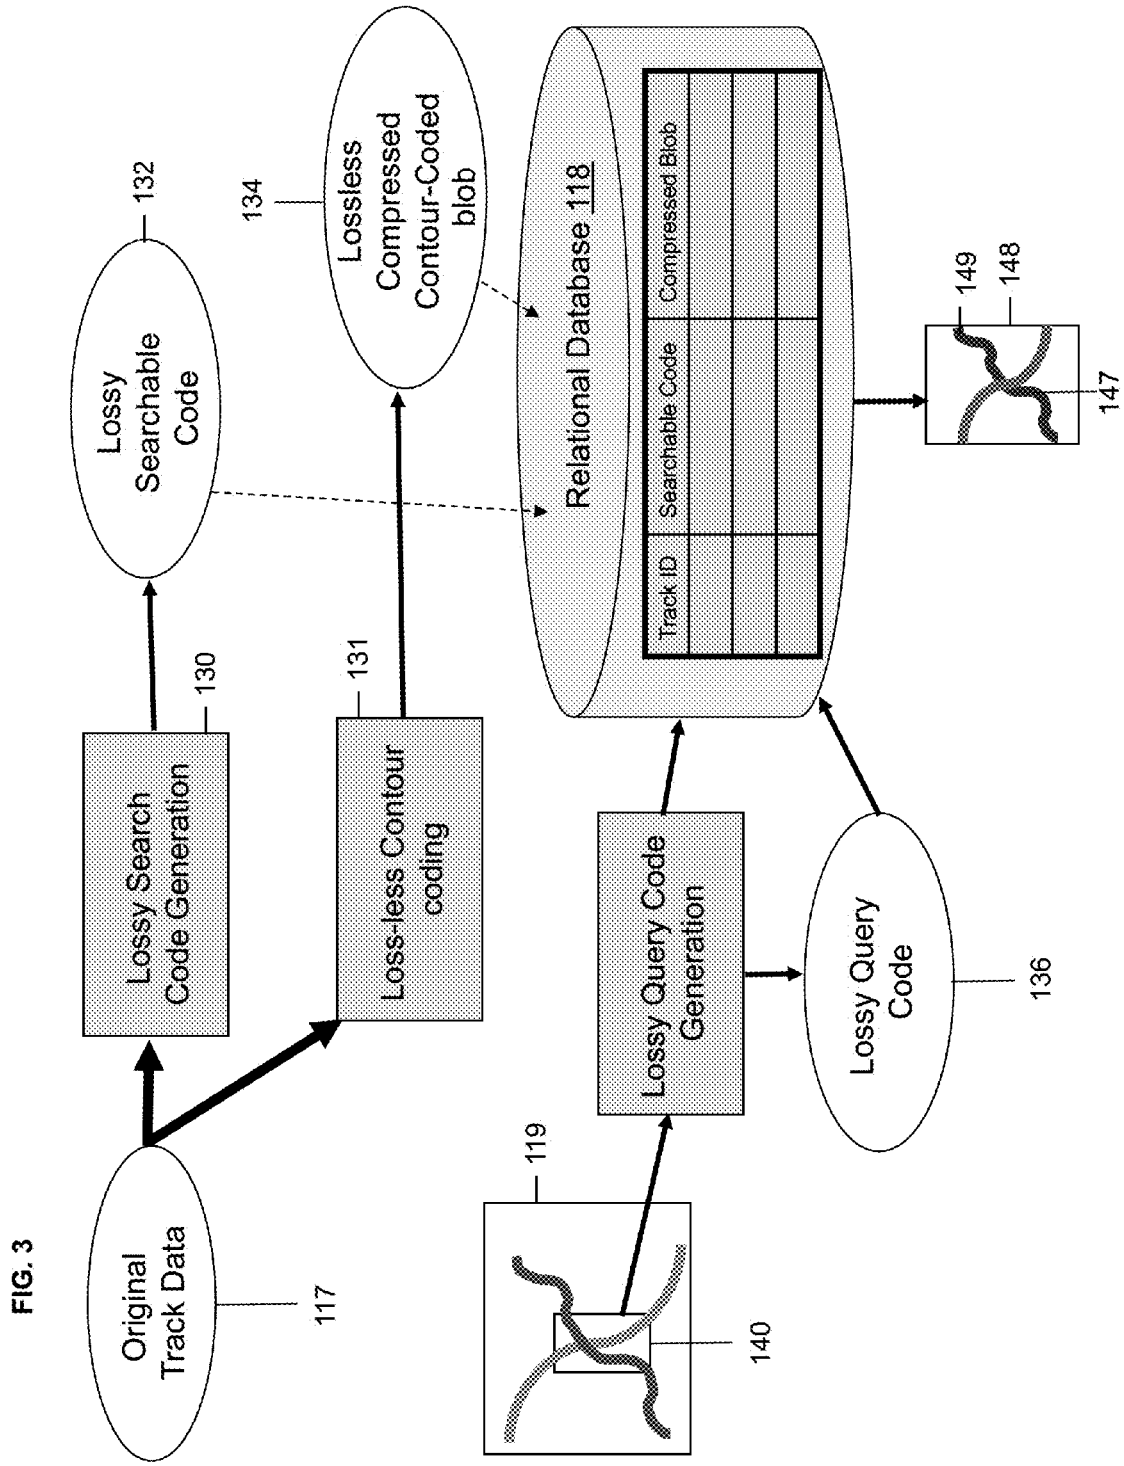 FIG. 3
Original
Track Data
117
Lossy Search
Code Generation
130
Lossy
Searchable
Code
132
Loss-less Contour
coding
131
Lossless
Compressed
Contour-Coded
blob
134
119
140
Lossy Query Code
Generation
Lossy Query
Code
136
Relational Database 118
Track ID
Searchable Code
Compressed Blob
149
148
147